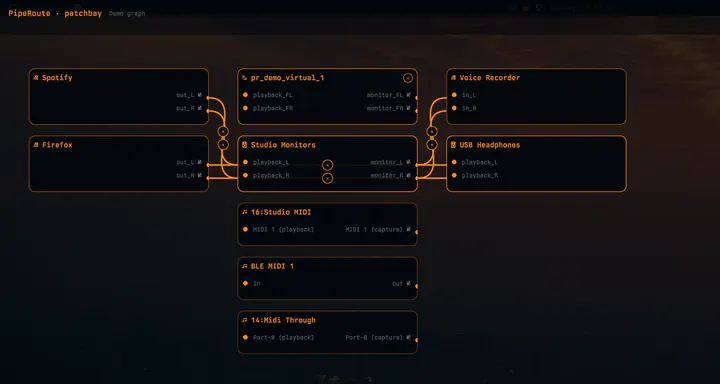 PipeRoute · patchbay Demo graph
Spotify
out_L
out_R
Firefox
out_L
out_R
pr_demo_virtual_1
playback_FL monitor_FL
playback_FR monitor_FR
Studio Monitors
playback_L monitor_L
playback_R monitor_R
16:Studio MIDI
MIDI 1 (playback) MIDI 1 (capture)
BLE MIDI 1
in out
14:Midi Through
Port-0 (playback) Port-0 (capture)
Voice Recorder
in_L
in_R
USB Headphones
playback_L
playback_R